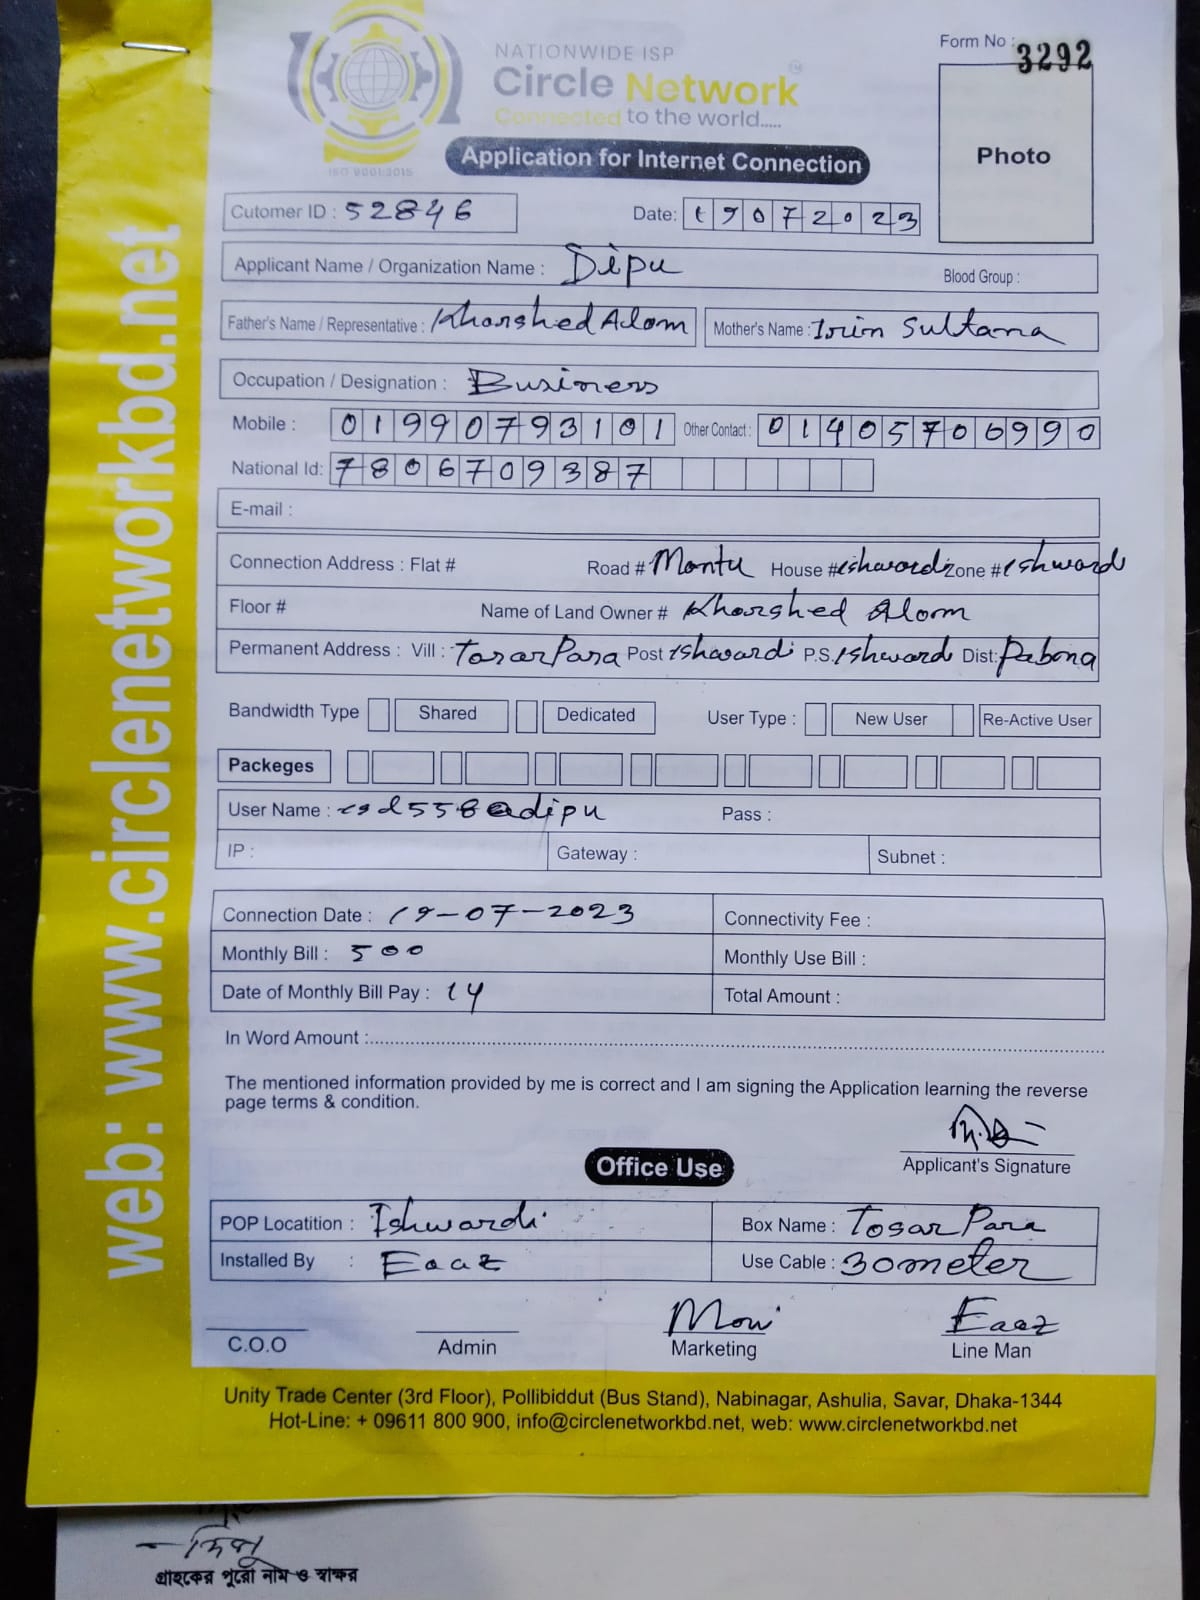 NATIONWIDE ISP
Circle Network
Connected to the world.....
ISO 9001:2015
Form No : 3292
Photo
Application for Internet Connection
Cutomer ID : 52846
Date: 19072023
Applicant Name / Organization Name : Dipu
Blood Group :
Father's Name / Representative : Khorshed Alom
Mother's Name : Irin Sultana
Occupation / Designation : Business
Mobile : 01990793101 Other Contact : 01405706990
National Id: 7806709387
E-mail :
Connection Address : Flat # Road # Montu House # ishwardi Zone # ishwardi
Floor # Name of Land Owner # Khorshed Alom
Permanent Address : Vill : TosarPara Post ishwardi P.S. Ishwardi Dist: Pabona
Bandwidth Type Shared Dedicated User Type : New User Re-Active User
Packeges
User Name : isd558@dipu Pass :
IP : Gateway : Subnet :
Connection Date : 19-07-2023 Connectivity Fee :
Monthly Bill : 500 Monthly Use Bill :
Date of Monthly Bill Pay : 14 Total Amount :
In Word Amount :
The mentioned information provided by me is correct and I am signing the Application learning the reverse
page terms & condition.
Applicant's Signature
Office Use
POP Locatition : Ishwardi Box Name : TosarPara
Installed By : Eaaz Use Cable : 30meter
Moni Eaaz
C.O.O Admin Marketing Line Man
Unity Trade Center (3rd Floor), Pollibiddut (Bus Stand), Nabinagar, Ashulia, Savar, Dhaka-1344
Hot-Line: + 09611 800 900, info@circlenetworkbd.net, web: www.circlenetworkbd.net
web: www.circlenetworkbd.net
দিপু
গ্রাহকের পুরো নাম ও স্বাক্ষর